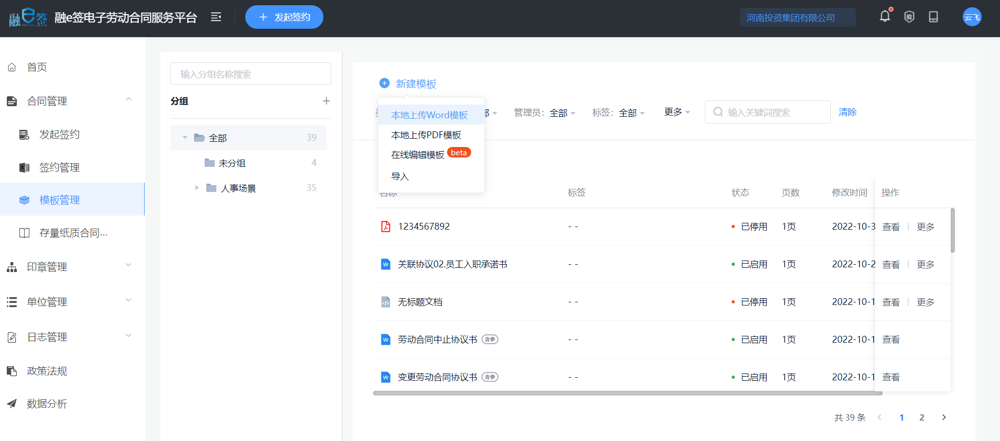 融e签 融e签电子劳动合同服务平台 + 发起签约 河南投资集团有限公司 云飞
首页
合同管理
发起签约
签约管理
模板管理
存量纸质合同...
印章管理
单位管理
日志管理
政策法规
数据分析
输入分组名称搜索
分组 +
全部 39
未分组 4
人事场景 35
新建模板
本地上传Word模板
本地上传PDF模板
在线编辑模板 beta
导入
管理员: 全部 标签: 全部 更多 输入关键词搜索 清除
名称 标签 状态 页数 修改时间 操作
1234567892 - - 已停用 1页 2022-10-3 查看 更多
关联协议02.员工入职承诺书 - - 已启用 1页 2022-10-2 查看 更多
无标题文档 - - 已停用 1页 2022-10-1 查看 更多
劳动合同中止协议书 含参 - - 已启用 1页 2022-10-1 查看
变更劳动合同协议书 含参 - - 已启用 1页 2022-10-1 查看
共 39 条 < 1 2 >